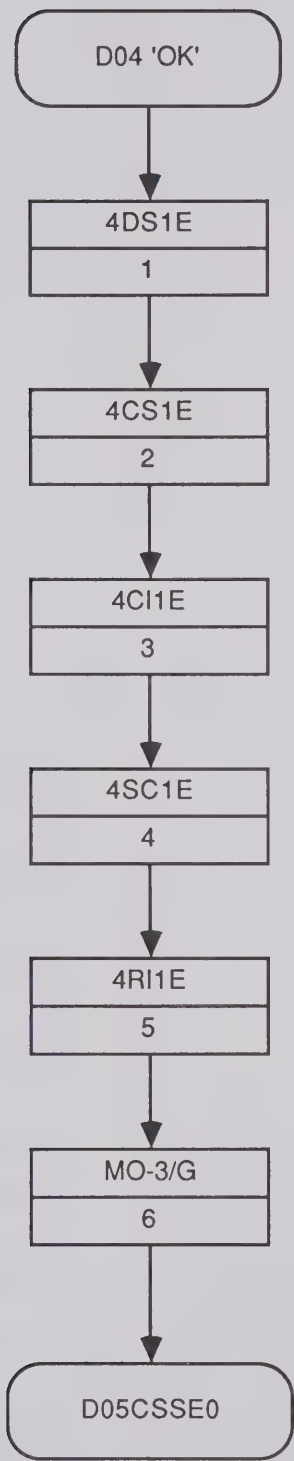 D04 'OK'
4DS1E
1
4CS1E
2
4CI1E
3
4SC1E
4
4RI1E
5
MO-3/G
6
D05CSSE0